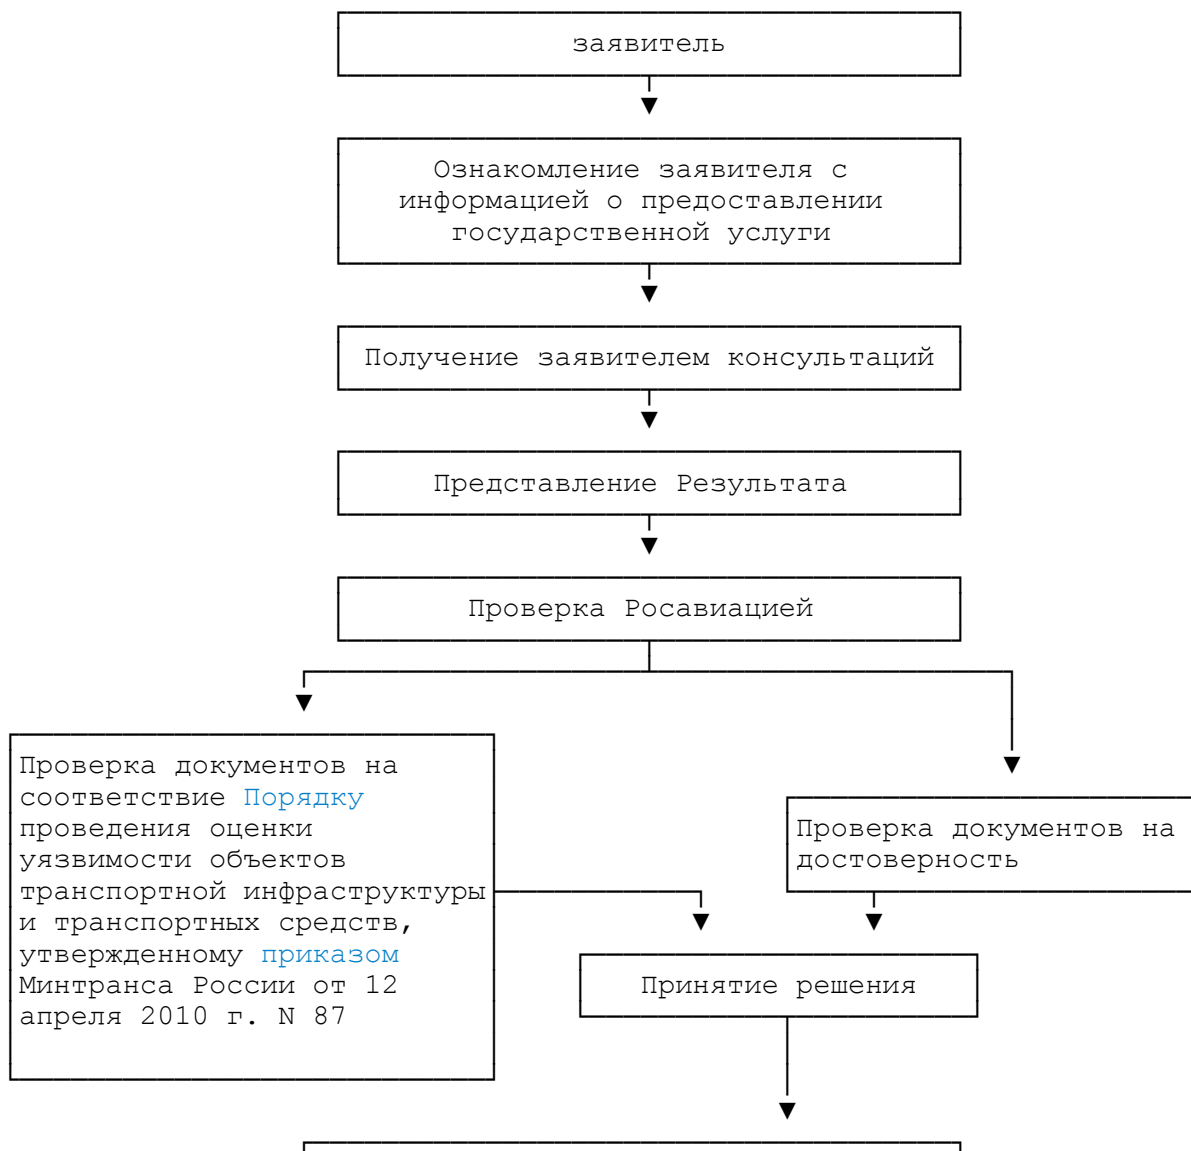 заявитель
Ознакомление заявителя с
информацией о предоставлении
государственной услуги
Получение заявителем консультаций
Представление Результата
Проверка Росавиацией
Проверка документов на
соответствие Порядку
проведения оценки
уязвимости объектов
транспортной инфраструктуры
и транспортных средств,
утвержденному приказом
Минтранса России от 12
апреля 2010 г. N 87
Проверка документов на
достоверность
Принятие решения